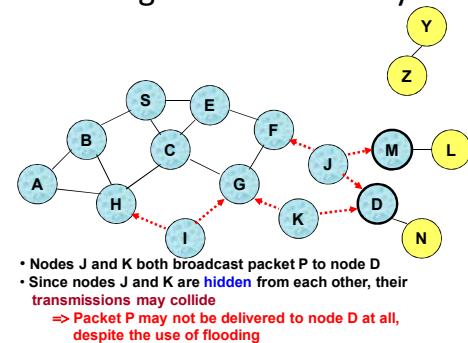 Y
Z
S
E
B
F
C
M
L
J
A
G
H
D
K
I
N
• Nodes J and K both broadcast packet P to node D
• Since nodes J and K are hidden from each other, their
transmissions may collide
=> Packet P may not be delivered to node D at all,
despite the use of flooding